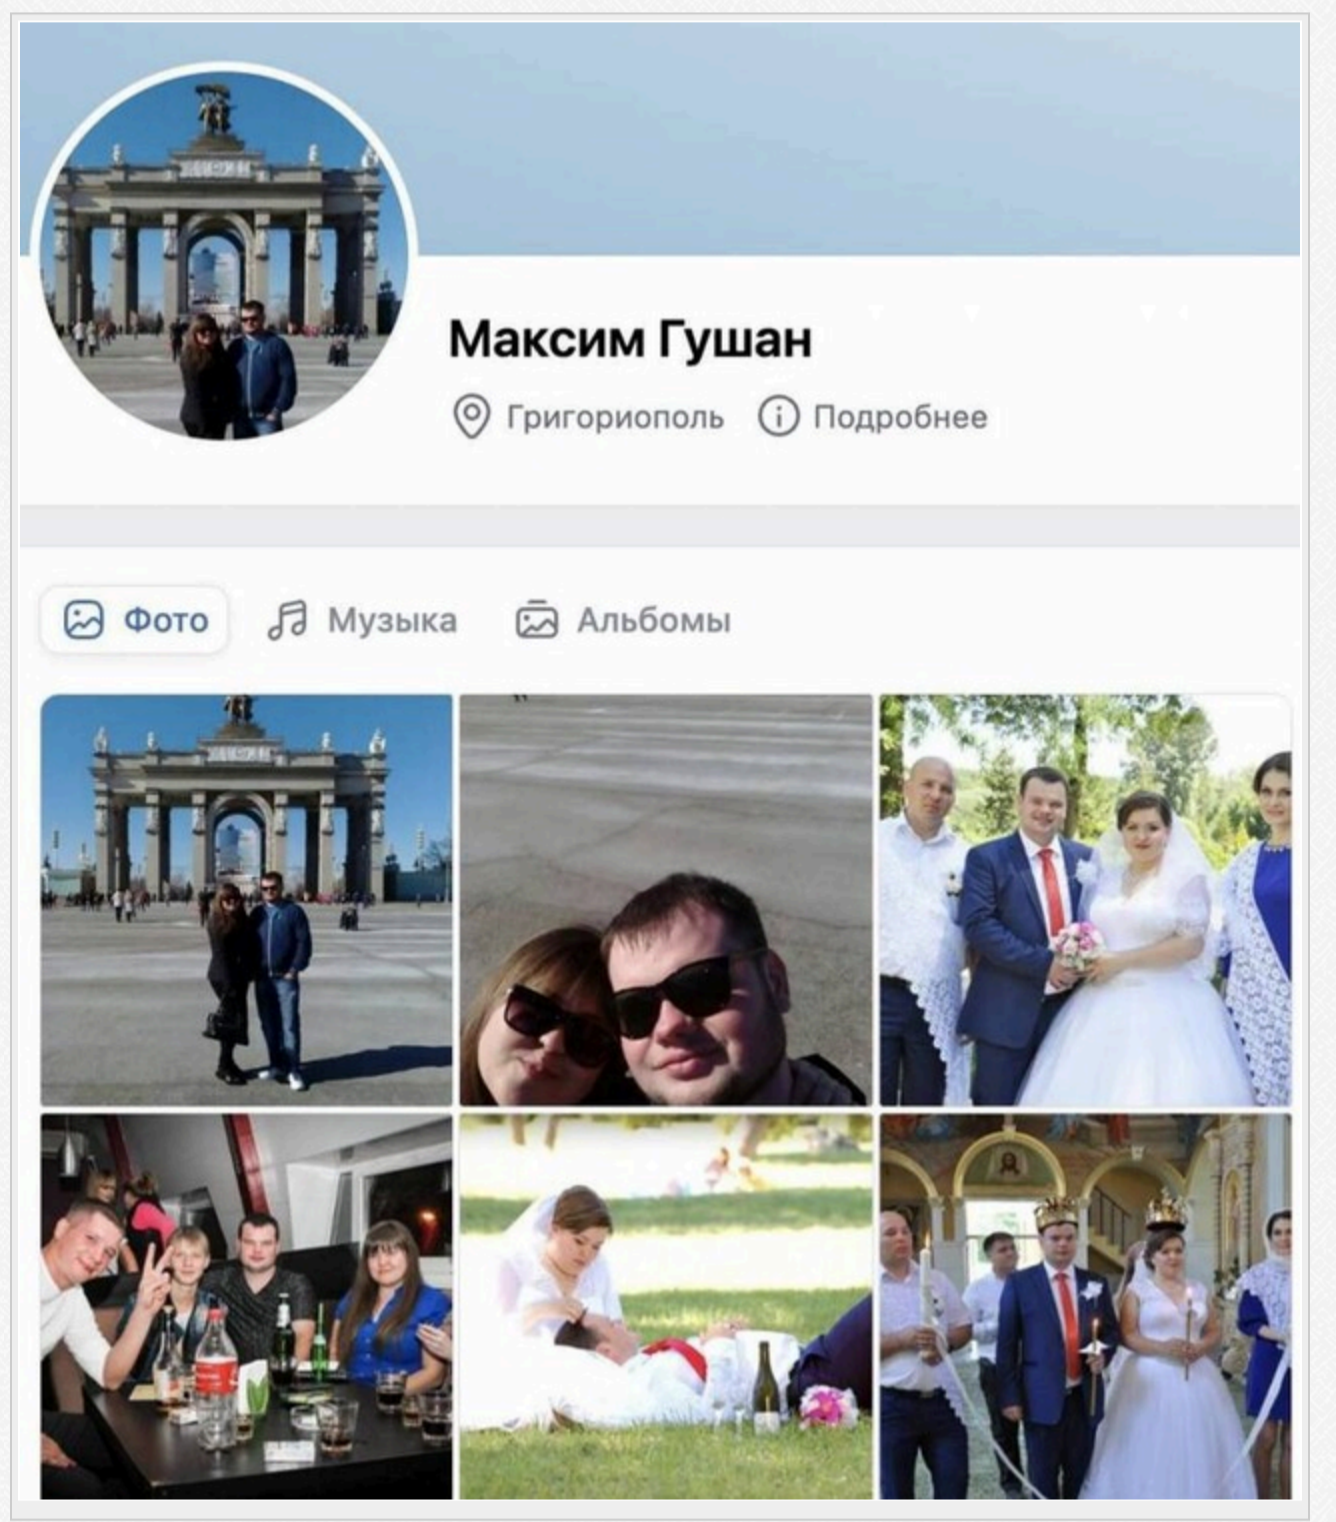 Максим Гушан
Григориополь Подробнее
Фото Музыка Альбомы